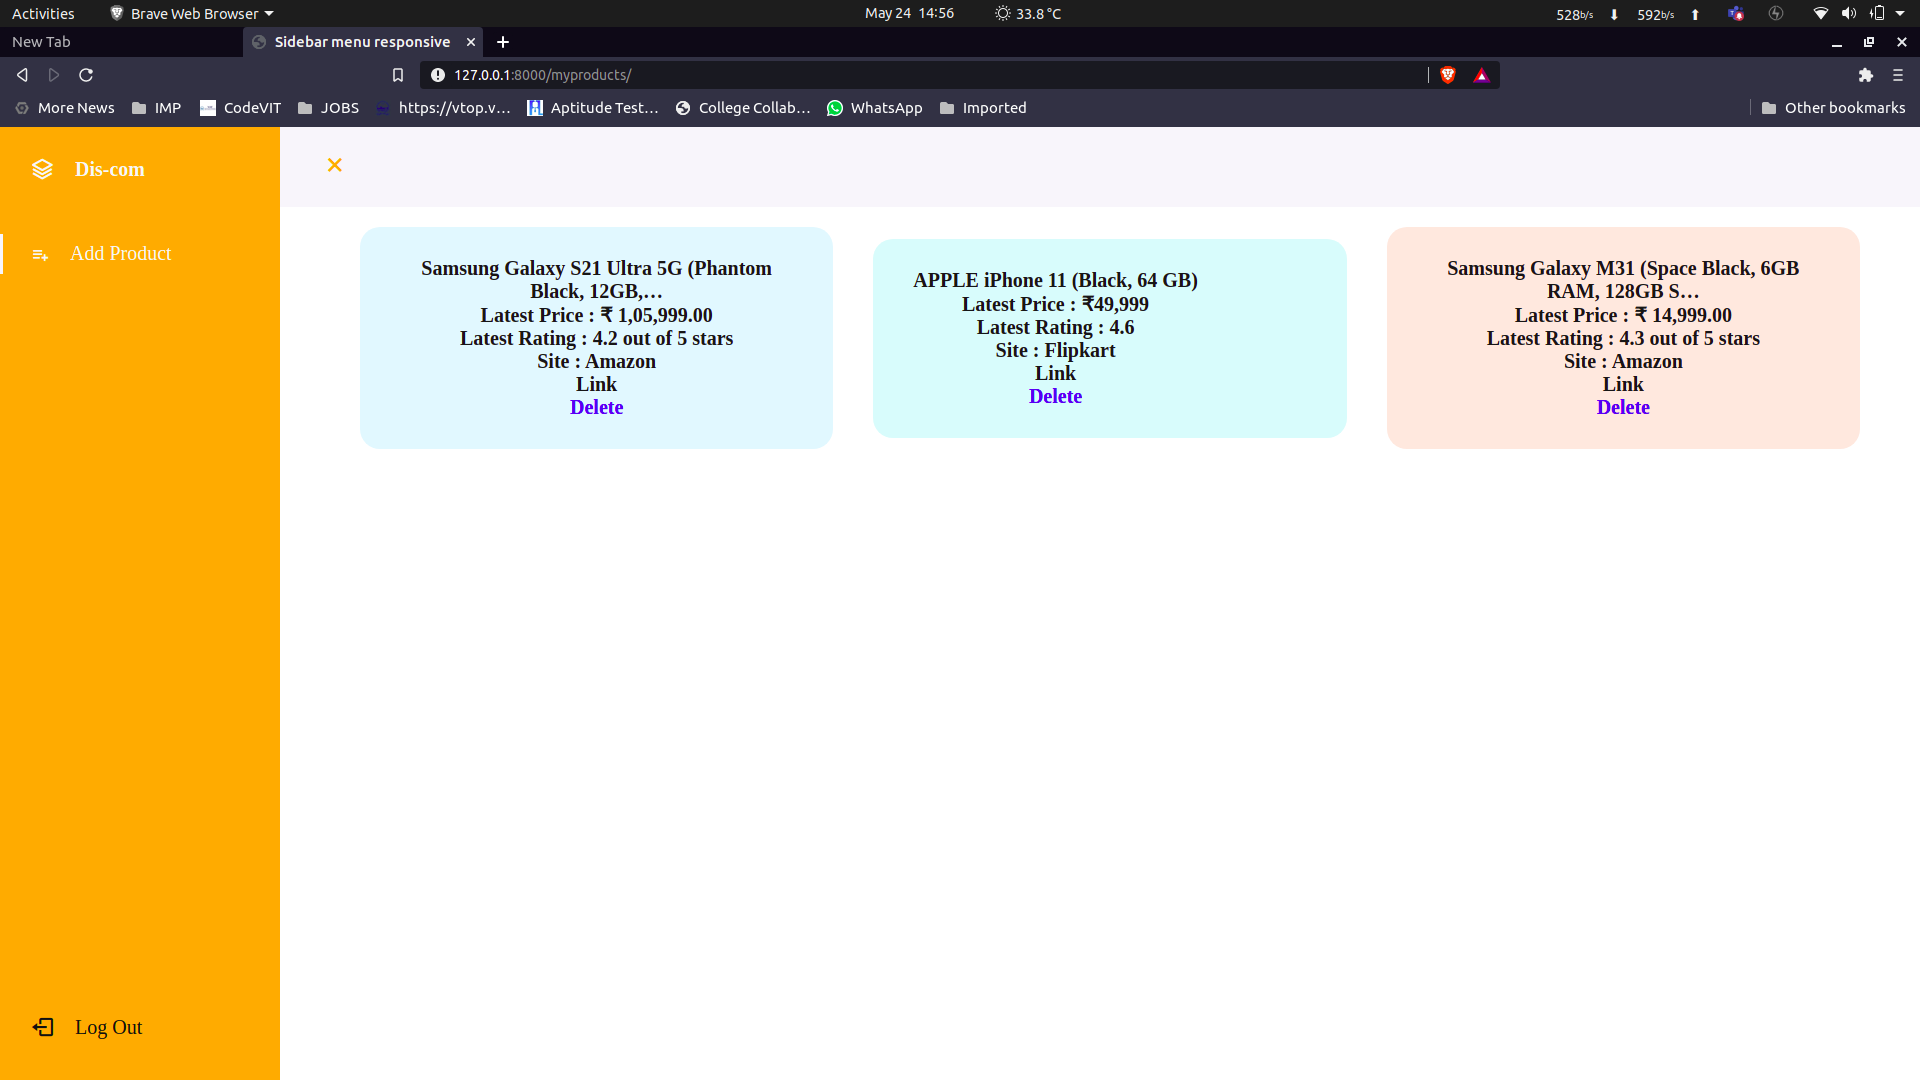 Activities
Brave Web Browser
May 24 14:56
33.8 °C
528b/s
592b/s
New Tab
Sidebar menu responsive
127.0.0.1:8000/myproducts/
More News
IMP
CodeVIT
JOBS
https://vtop.v...
Aptitude Test...
College Collab...
WhatsApp
Imported
Other bookmarks
Dis-com
Add Product
Samsung Galaxy S21 Ultra 5G (Phantom
Black, 12GB,...
Latest Price : ₹ 1,05,999.00
Latest Rating : 4.2 out of 5 stars
Site : Amazon
Link
Delete
APPLE iPhone 11 (Black, 64 GB)
Latest Price : ₹49,999
Latest Rating : 4.6
Site : Flipkart
Link
Delete
Samsung Galaxy M31 (Space Black, 6GB
RAM, 128GB S...
Latest Price : ₹ 14,999.00
Latest Rating : 4.3 out of 5 stars
Site : Amazon
Link
Delete
Log Out